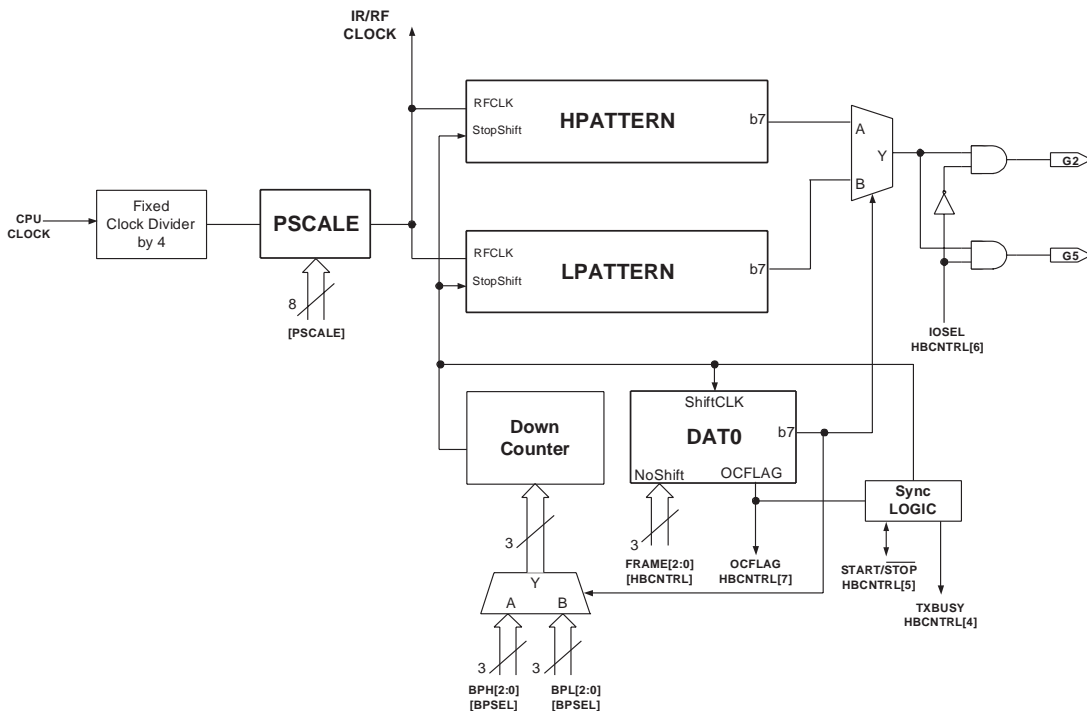 IR/RF
CLOCK
RFCLK
StopShift
HPATTERN
b7
A
Y
B
G2
CPU
CLOCK
Fixed
Clock Divider
by 4
PSCALE
8
[PSCALE]
RFCLK
StopShift
LPATTERN
b7
G5
IOSEL
HBCNTRL[6]
Down
Counter
ShiftCLK
DAT0
b7
NoShift
OCFLAG
Sync
LOGIC
3
3
FRAME[2:0]
[HBCNTRL]
OCFLAG
HBCNTRL[7]
START/STOP
HBCNTRL[5]
TXBUSY
HBCNTRL[4]
Y
A
B
3
3
BPH[2:0]
[BPSEL]
BPL[2:0]
[BPSEL]